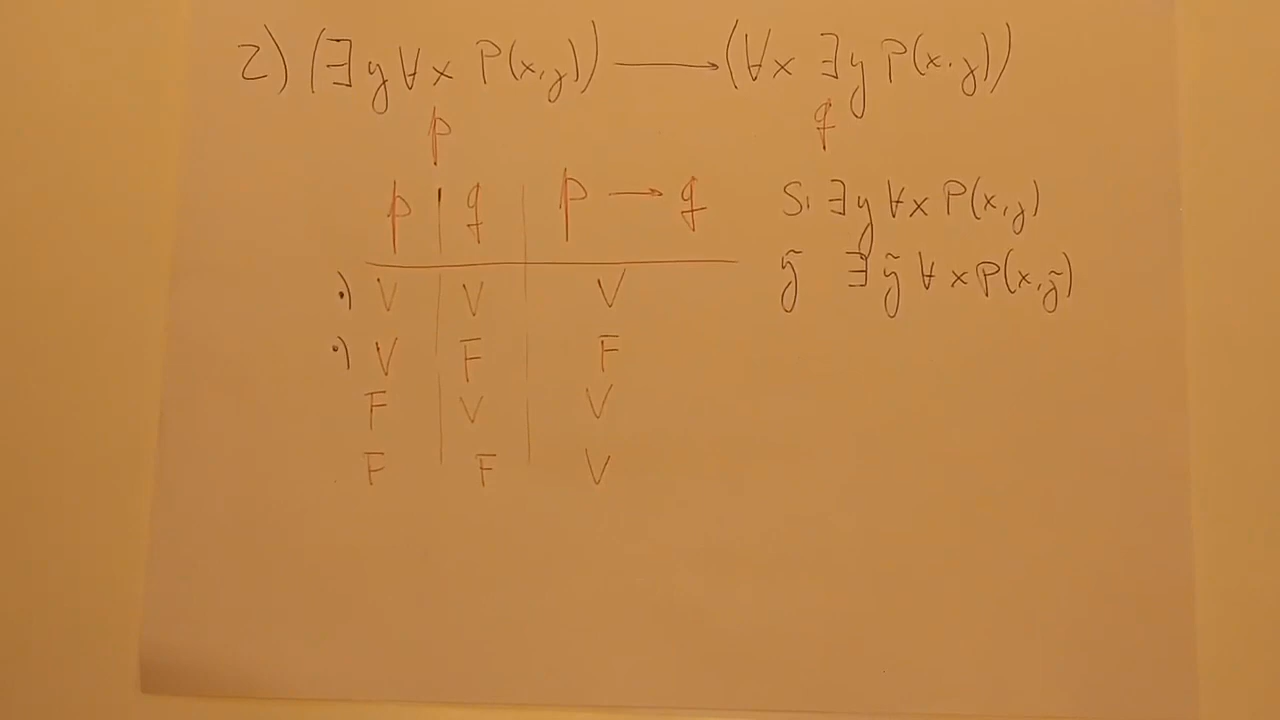 2) (∃y∀x P(x,y)) ⟶ (∀x ∃y P(x,y))
p q
p q p → q
•) V V V
•) V F F
F V V
F F V
Si ∃y ∀x P(x,y)
ỹ ∃ỹ ∀x P(x,ỹ)